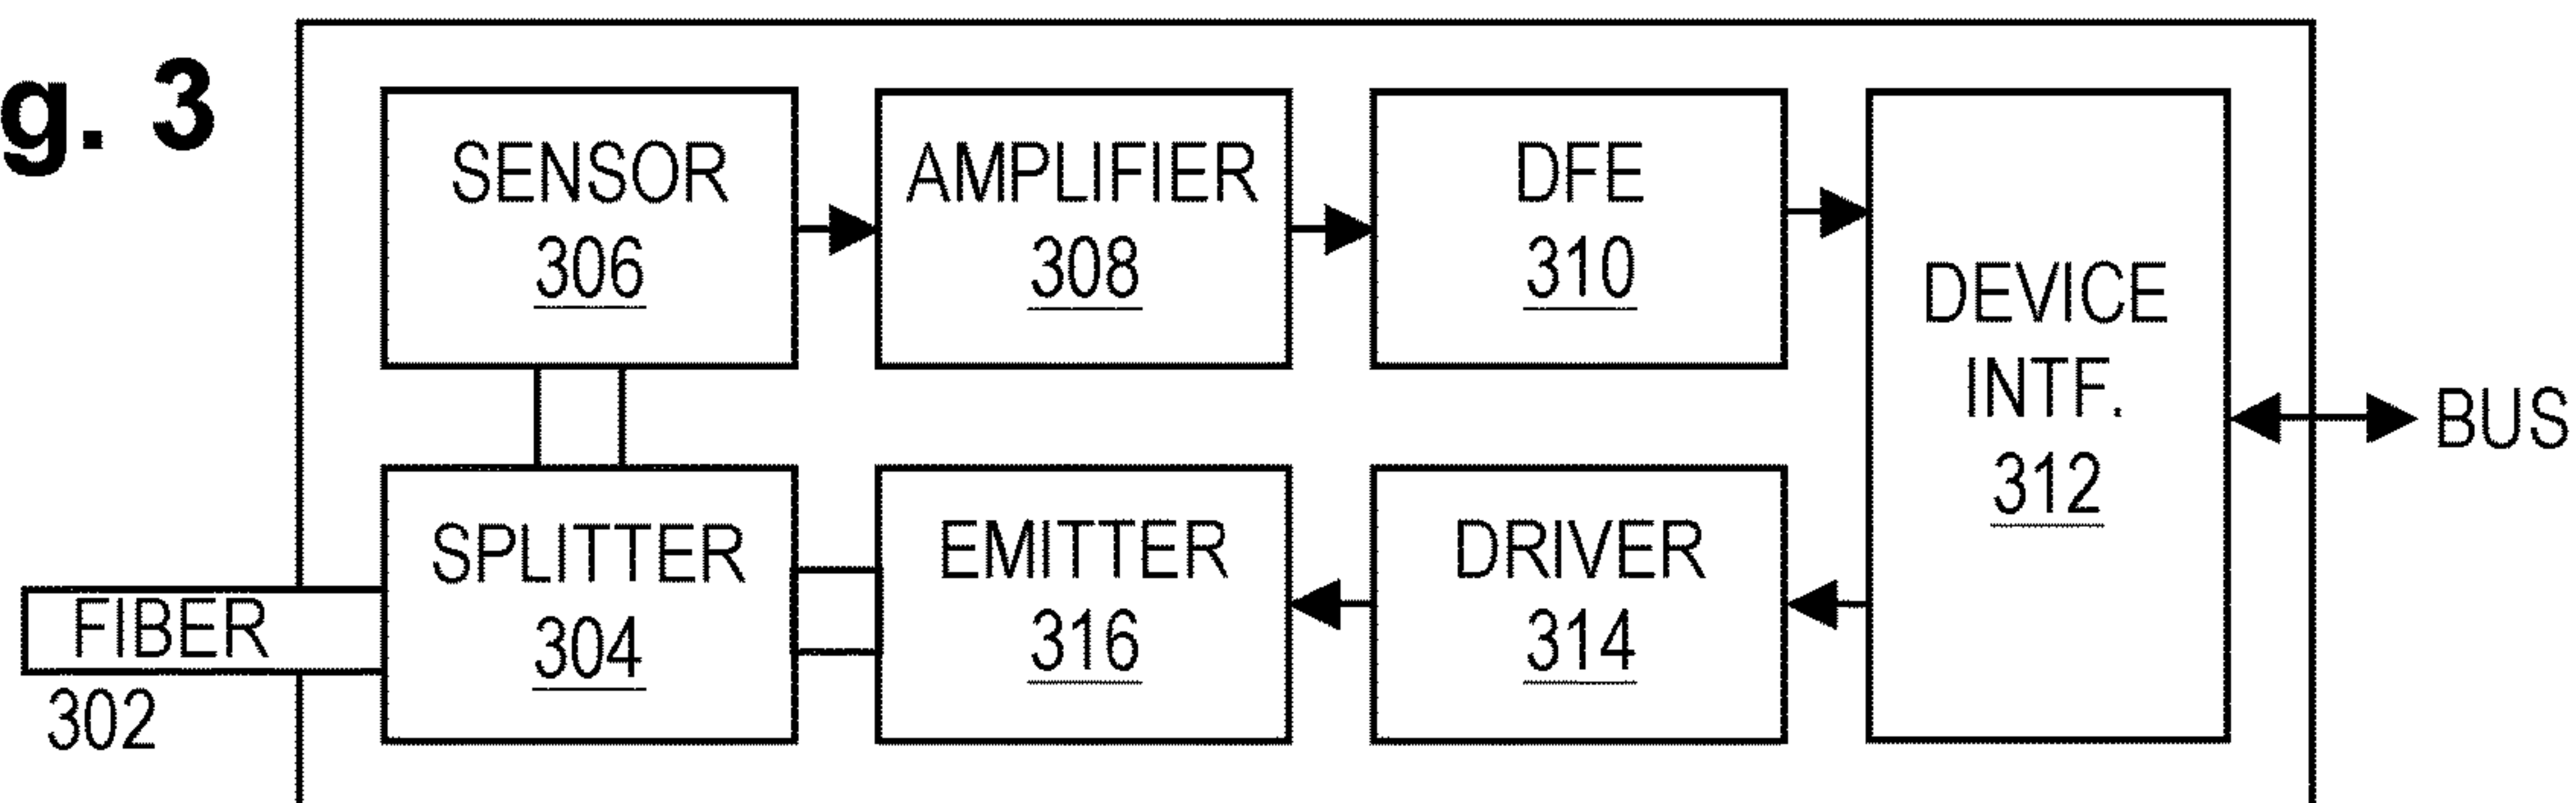 g. 3
SENSOR
306
AMPLIFIER
308
DFE
310
DEVICE
INTF.
312
BUS
SPLITTER
304
EMITTER
316
DRIVER
314
FIBER
302